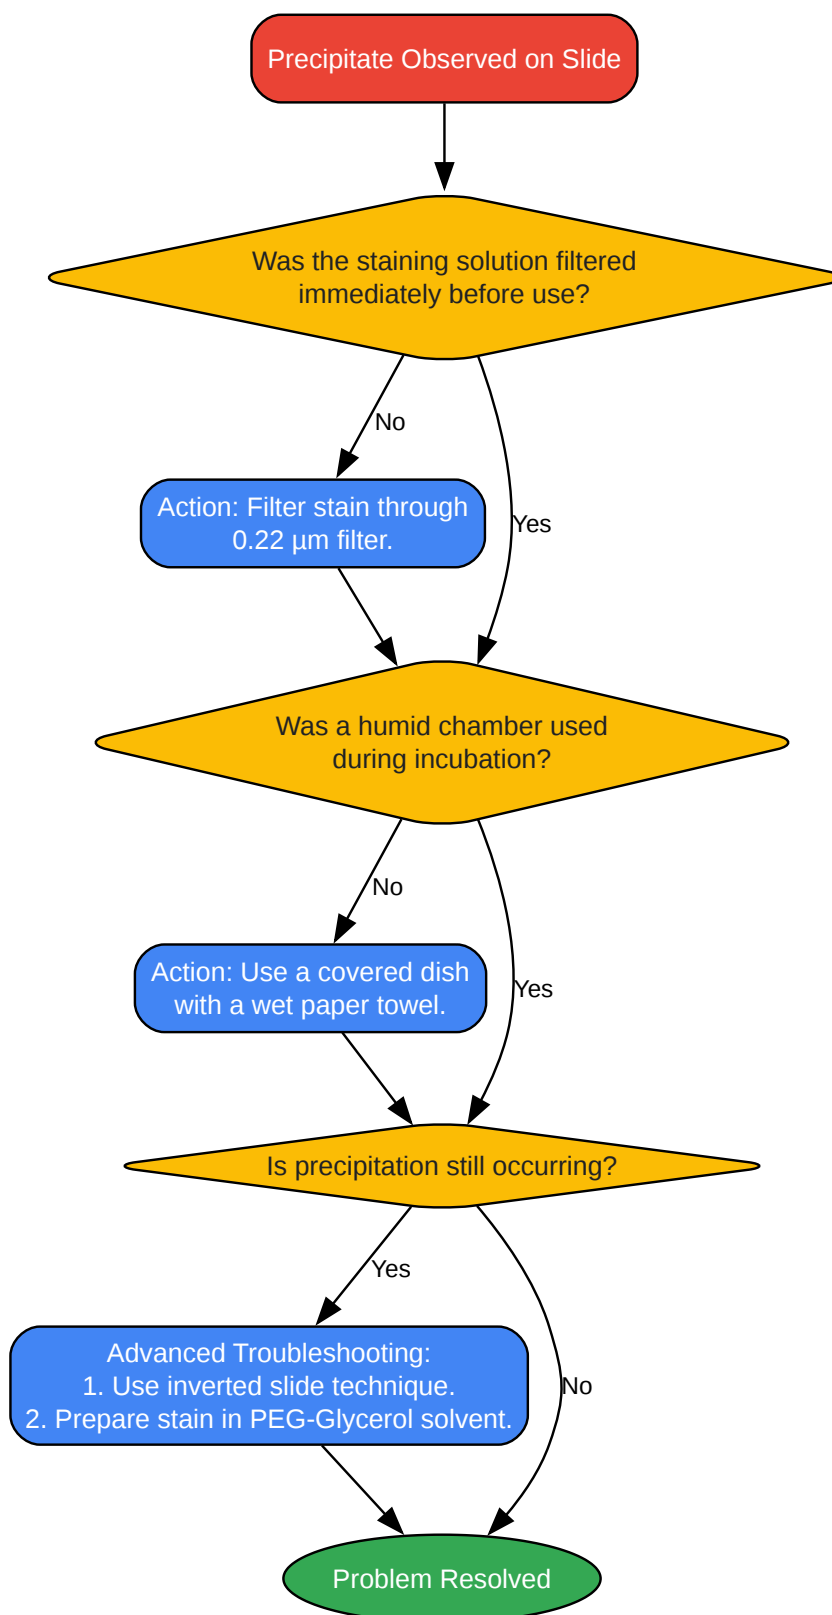 Precipitate Observed on Slide
Was the staining solution filtered
immediately before use?
No
Action: Filter stain through
0.22 µm filter.
Yes
Was a humid chamber used
during incubation?
No
Action: Use a covered dish
with a wet paper towel.
Yes
Is precipitation still occurring?
Yes
Advanced Troubleshooting:
1. Use inverted slide technique.
2. Prepare stain in PEG-Glycerol solvent.
No
Problem Resolved